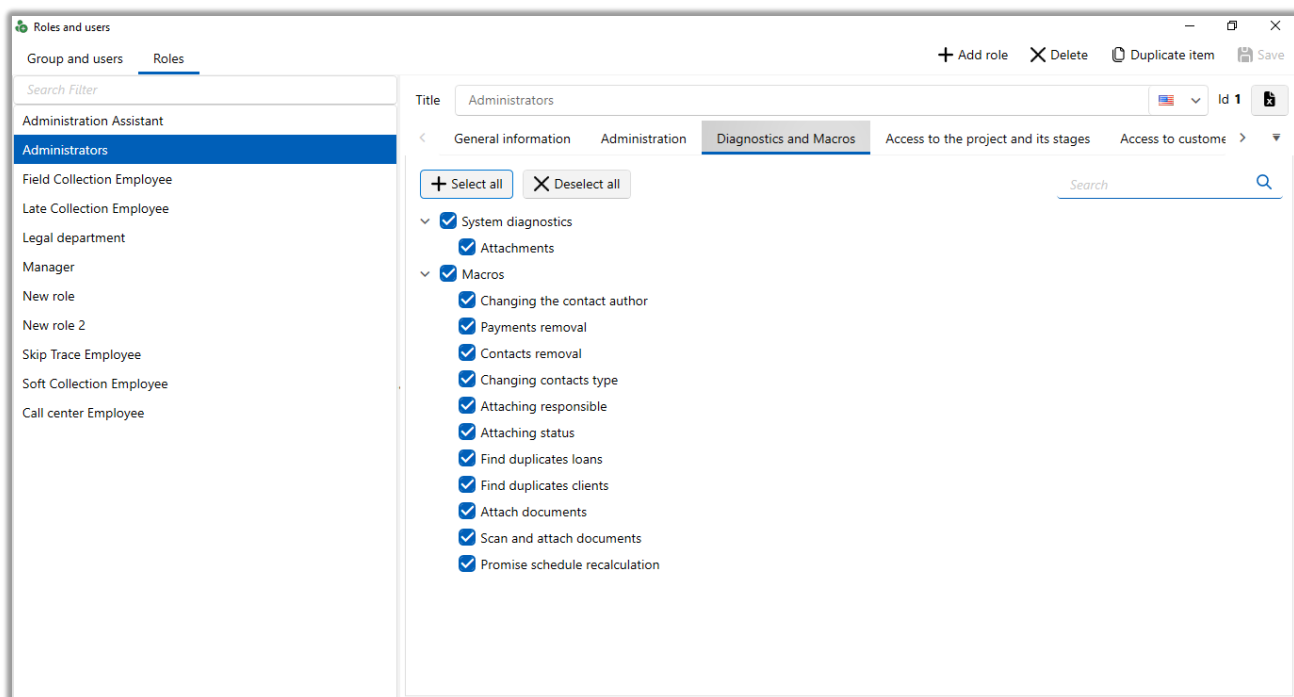 Roles and users
Group and users Roles
Add role Delete Duplicate item Save
Search Filter
Administration Assistant
Administrators
Field Collection Employee
Late Collection Employee
Legal department
Manager
New role
New role 2
Skip Trace Employee
Soft Collection Employee
Call center Employee
Title Administrators Id 1
General information Administration Diagnostics and Macros Access to the project and its stages Access to custome
Select all Deselect all Search
System diagnostics
Attachments
Macros
Changing the contact author
Payments removal
Contacts removal
Changing contacts type
Attaching responsible
Attaching status
Find duplicates loans
Find duplicates clients
Attach documents
Scan and attach documents
Promise schedule recalculation